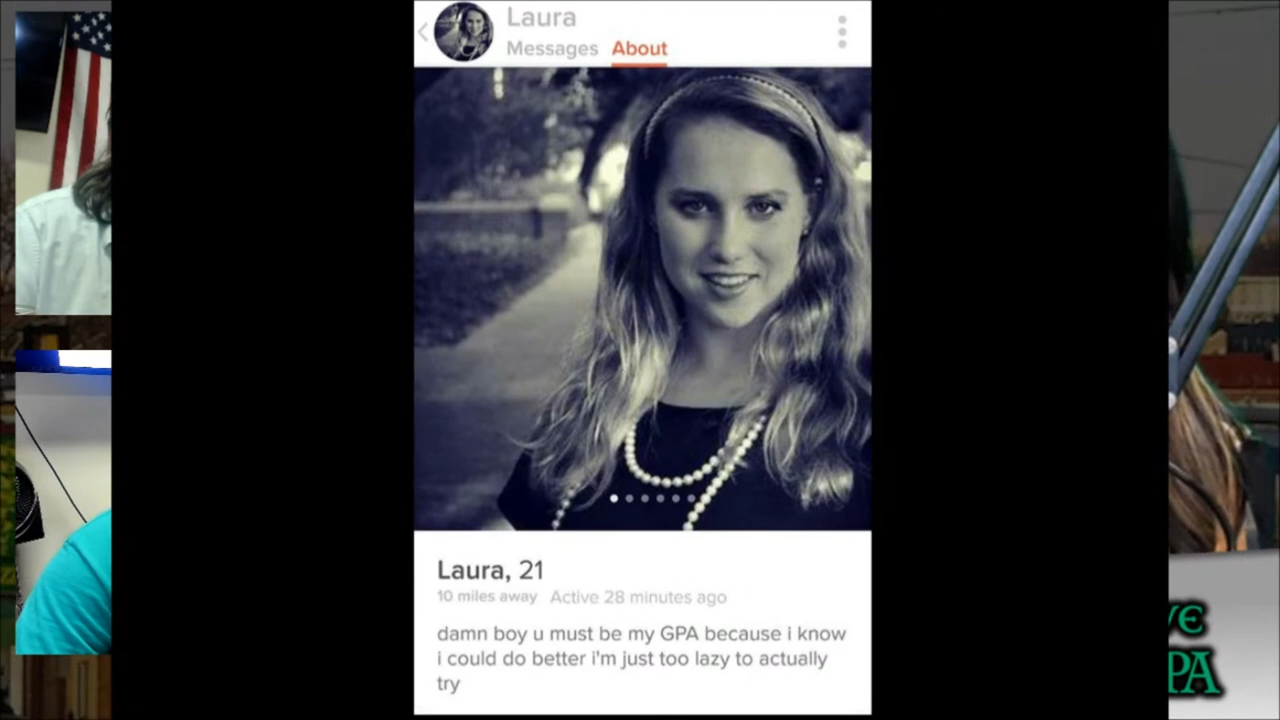 Laura
Messages About
Laura, 21
10 miles away Active 28 minutes ago
damn boy u must be my GPA because i know
i could do better i'm just too lazy to actually
try